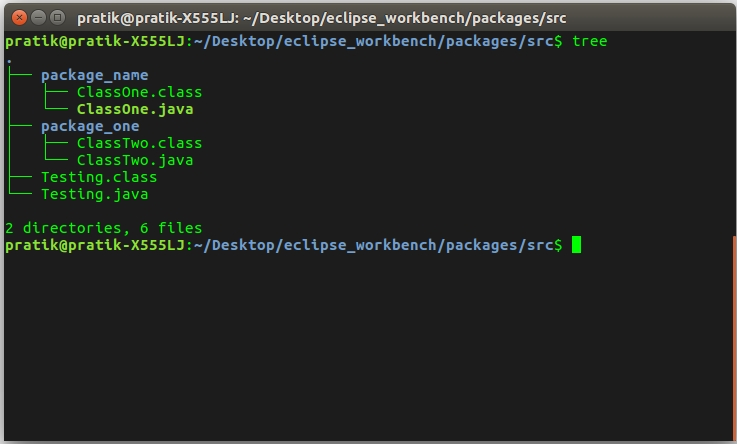 pratik@pratik-X555LJ: ~/Desktop/eclipse_workbench/packages/src
pratik@pratik-X555LJ:~/Desktop/eclipse_workbench/packages/src$ tree
.
├── package_name
│   ├── ClassOne.class
│   └── ClassOne.java
├── package_one
│   ├── ClassTwo.class
│   └── ClassTwo.java
├── Testing.class
└── Testing.java
2 directories, 6 files
pratik@pratik-X555LJ:~/Desktop/eclipse_workbench/packages/src$